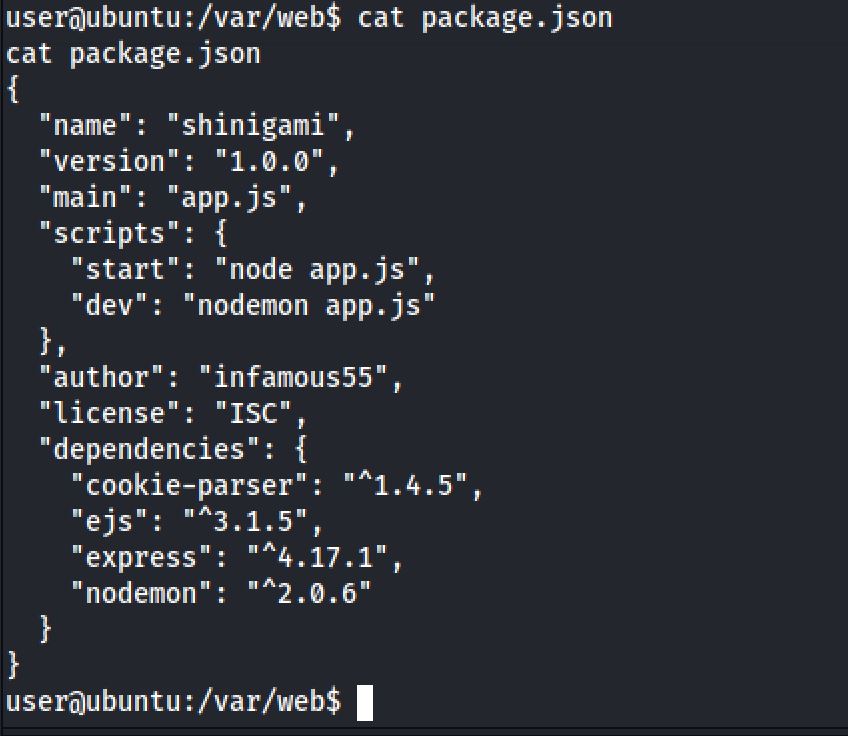 user@ubuntu:/var/web$ cat package.json
cat package.json
{
  "name": "shinigami",
  "version": "1.0.0",
  "main": "app.js",
  "scripts": {
    "start": "node app.js",
    "dev": "nodemon app.js"
  },
  "author": "infamous55",
  "license": "ISC",
  "dependencies": {
    "cookie-parser": "^1.4.5",
    "ejs": "^3.1.5",
    "express": "^4.17.1",
    "nodemon": "^2.0.6"
  }
}
user@ubuntu:/var/web$